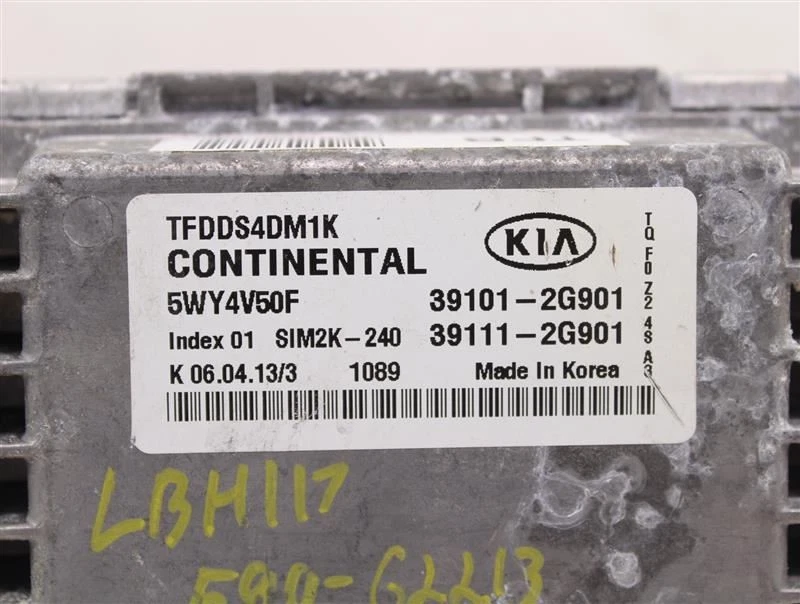 TFDDS4DM1K
KIA
CONTINENTAL
5WY4V50F 39101-2G901
Index 01 SIM2K-240 39111-2G901
K 06.04.13/3 1089 Made In Korea
TQ F0 Z2 4S A3
LBH117